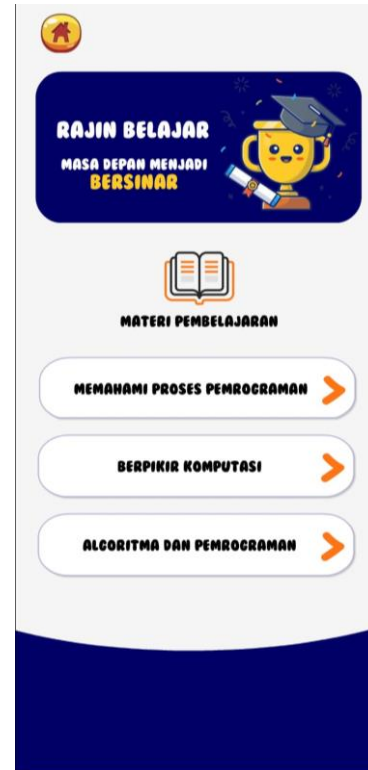 RAJIN BELAJAR
MASA DEPAN MENJADI
BERSINAR
MATERI PEMBELAJARAN
MEMAHAMI PROSES PEMROGRAMAN
BERPIKIR KOMPUTASI
ALGORITMA DAN PEMROGRAMAN